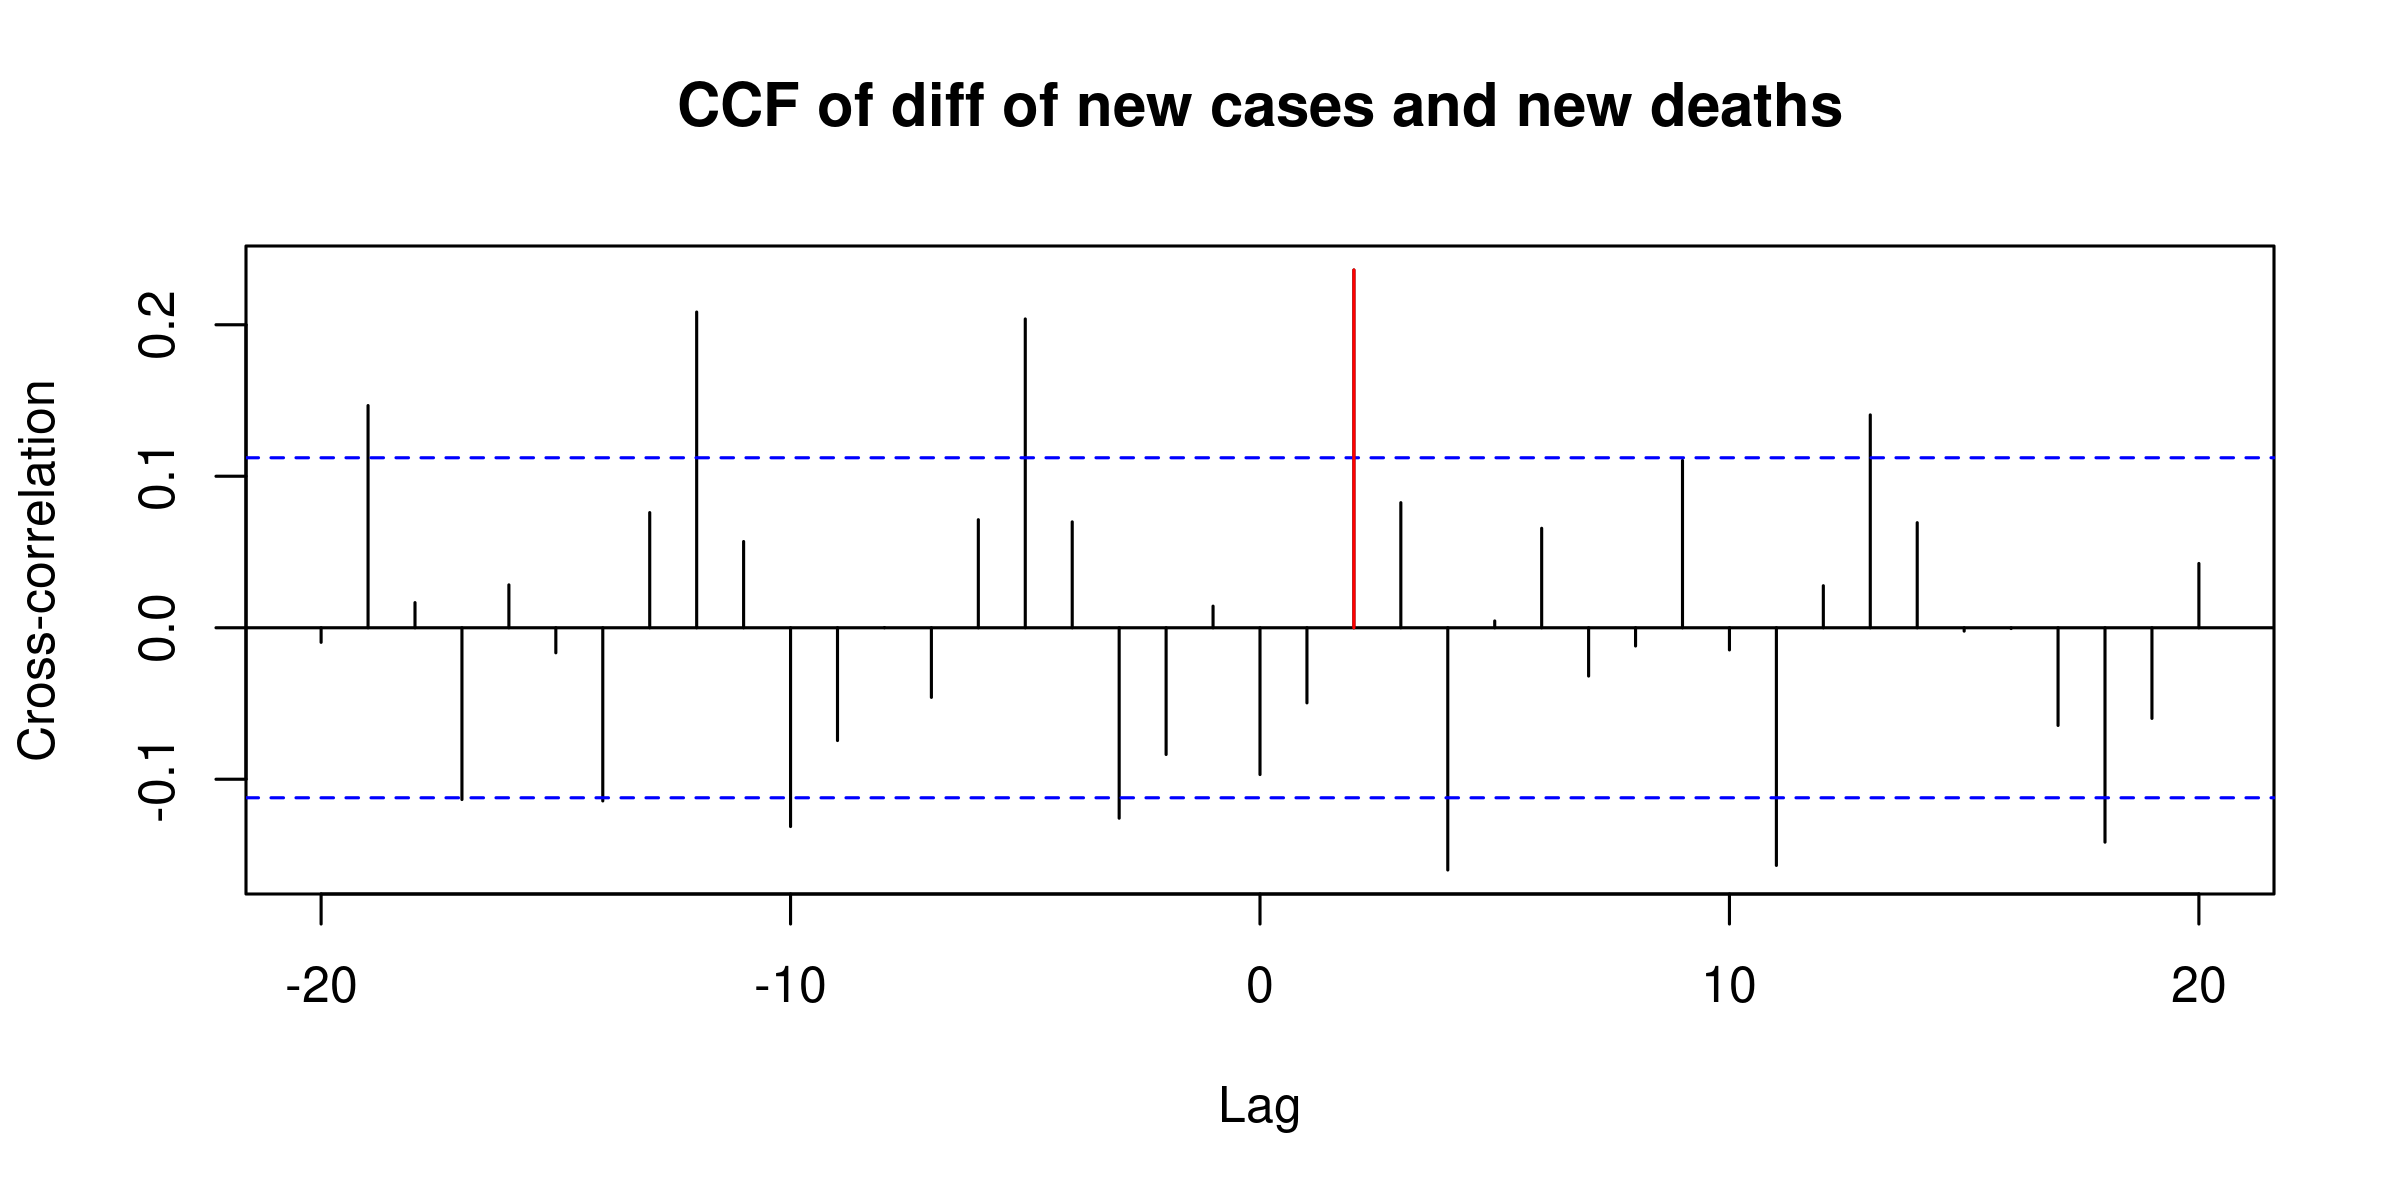 CCF of diff of new cases and new deaths
Cross-correlation
0.2
0.1
0.0
-0.1
-20 -10 0 10 20
Lag